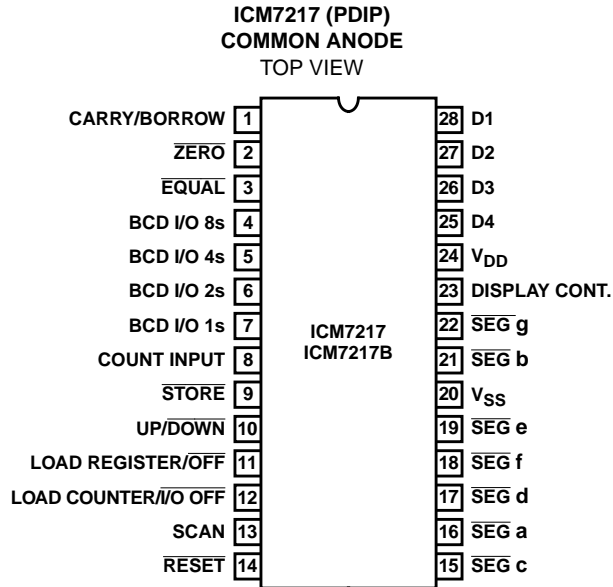 ICM7217 (PDIP)
COMMON ANODE
TOP VIEW
CARRY/BORROW 1 28 D1
ZERO 2 27 D2
EQUAL 3 26 D3
BCD I/O 8s 4 25 D4
BCD I/O 4s 5 24 VDD
BCD I/O 2s 6 23 DISPLAY CONT.
BCD I/O 1s 7 22 SEG g
ICM7217
ICM7217B
COUNT INPUT 8 21 SEG b
STORE 9 20 VSS
UP/DOWN 10 19 SEG e
LOAD REGISTER/OFF 11 18 SEG f
LOAD COUNTER/I/O OFF 12 17 SEG d
SCAN 13 16 SEG a
RESET 14 15 SEG c